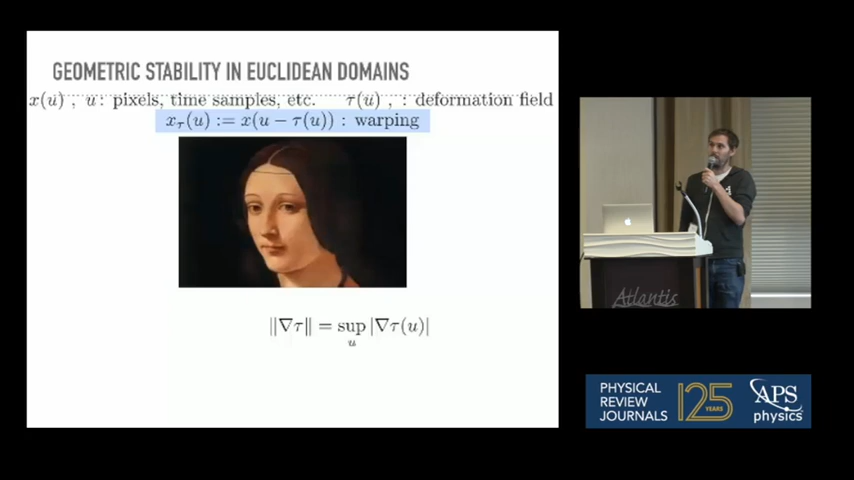 GEOMETRIC STABILITY IN EUCLIDEAN DOMAINS
x(u) , u : pixels, time samples, etc. τ(u) , : deformation field
x_τ(u) := x(u − τ(u)) : warping
‖∇τ‖ = sup_u |∇τ(u)|
Atlantis
PHYSICAL
REVIEW
JOURNALS
125
YEARS
APS
physics